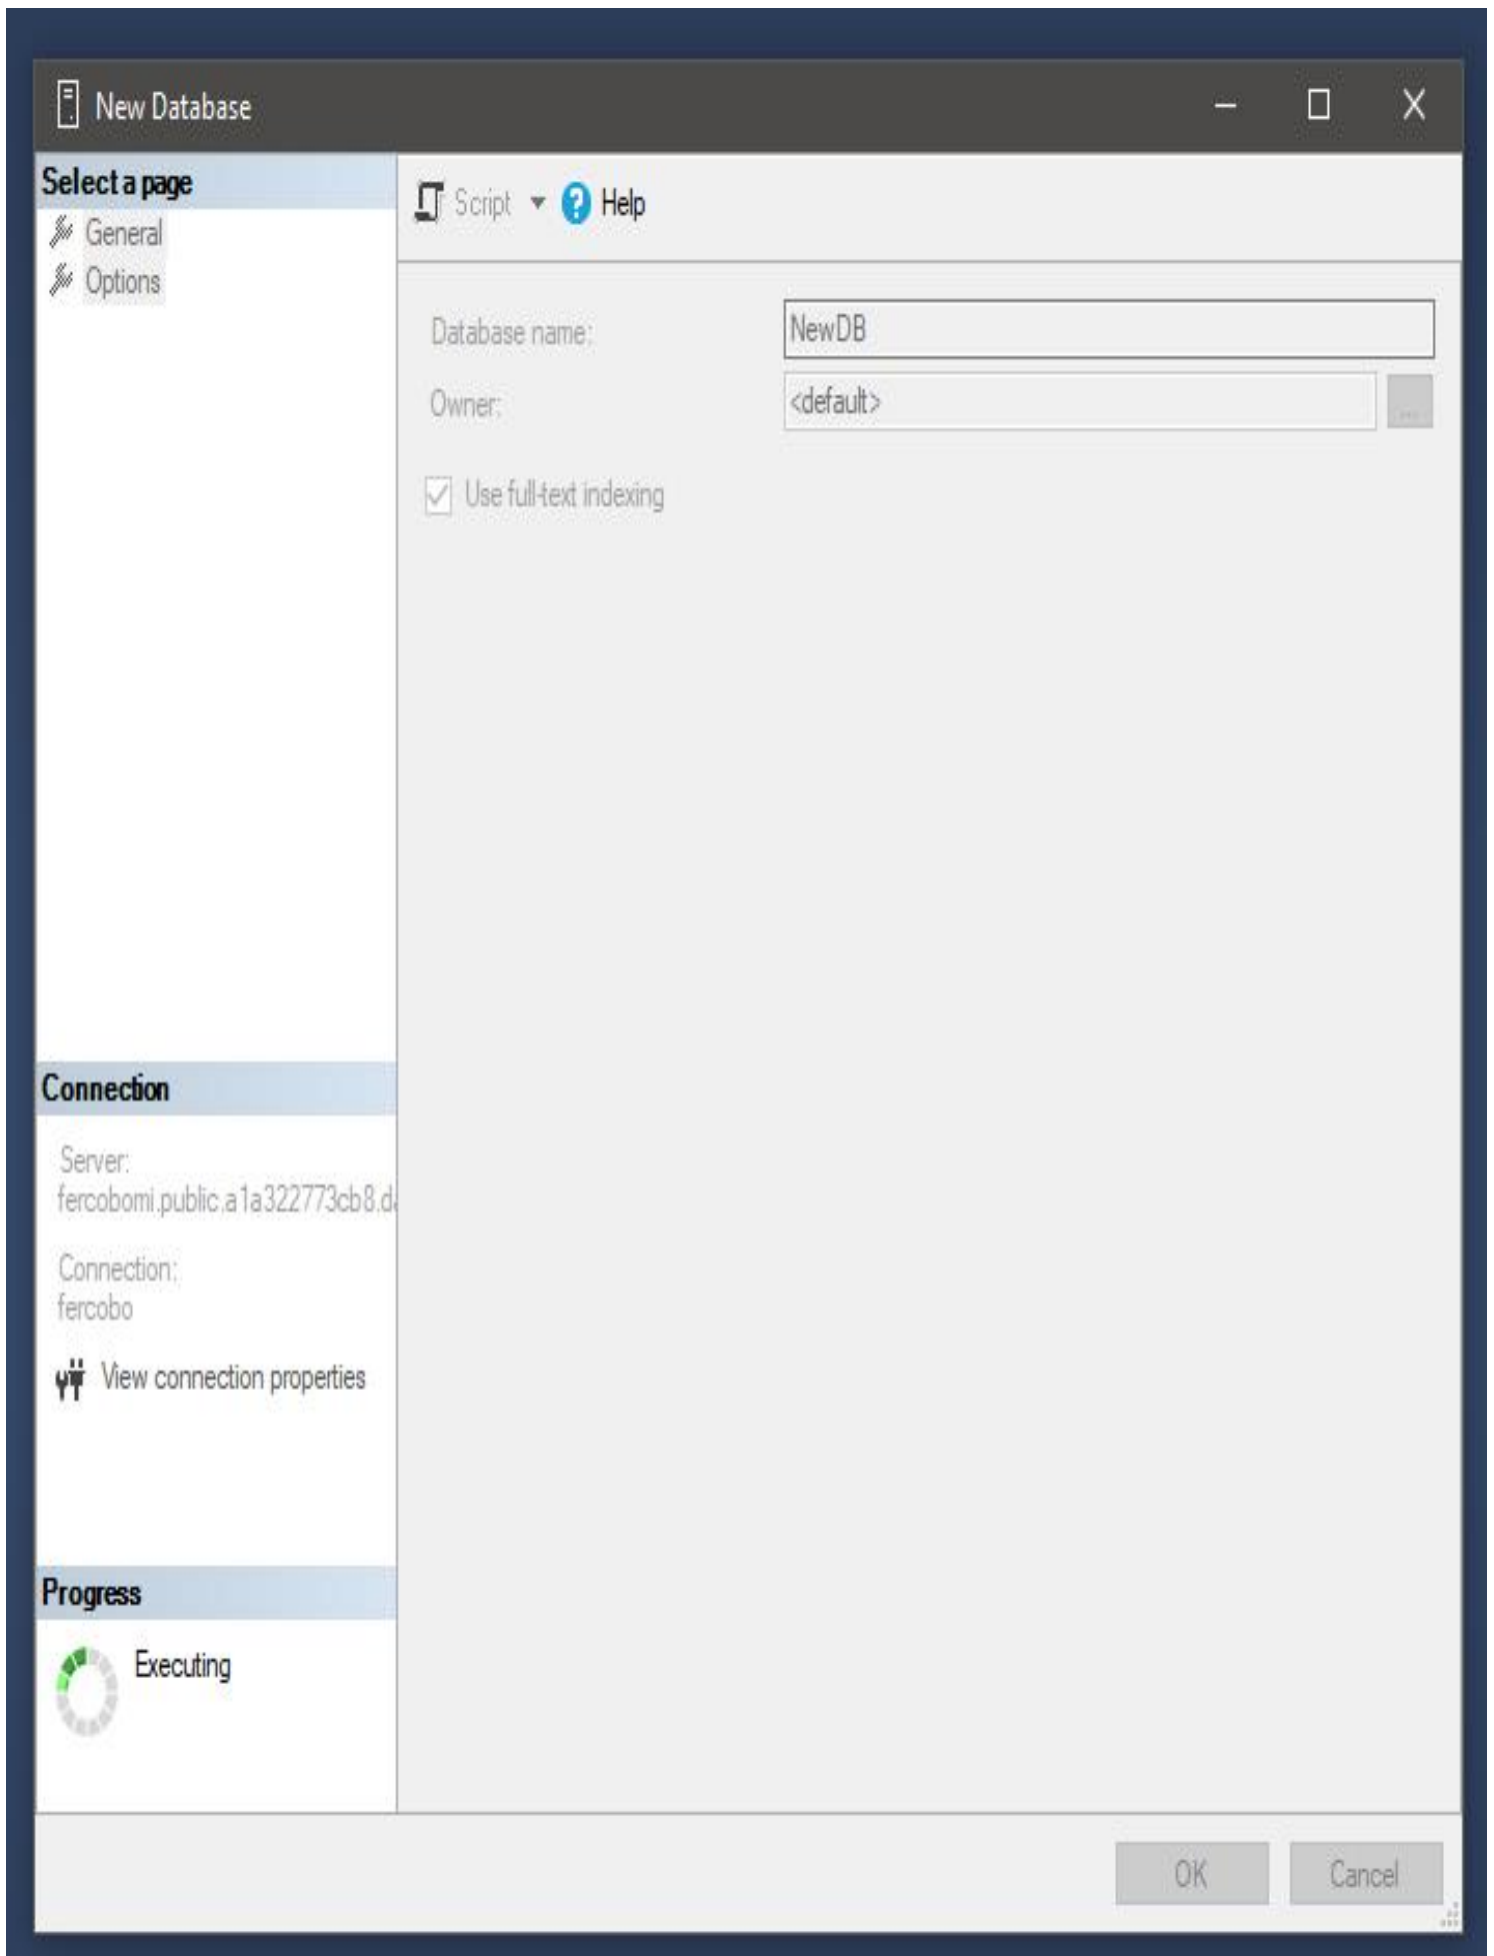 New Database
Select a page
General
Options
Script
Help
Database name:
NewDB
Owner:
<default>
...
Use full-text indexing
Connection
Server:
fercobomi.public.a1a322773cb8.da
Connection:
fercobo
View connection properties
Progress
Executing
OK
Cancel